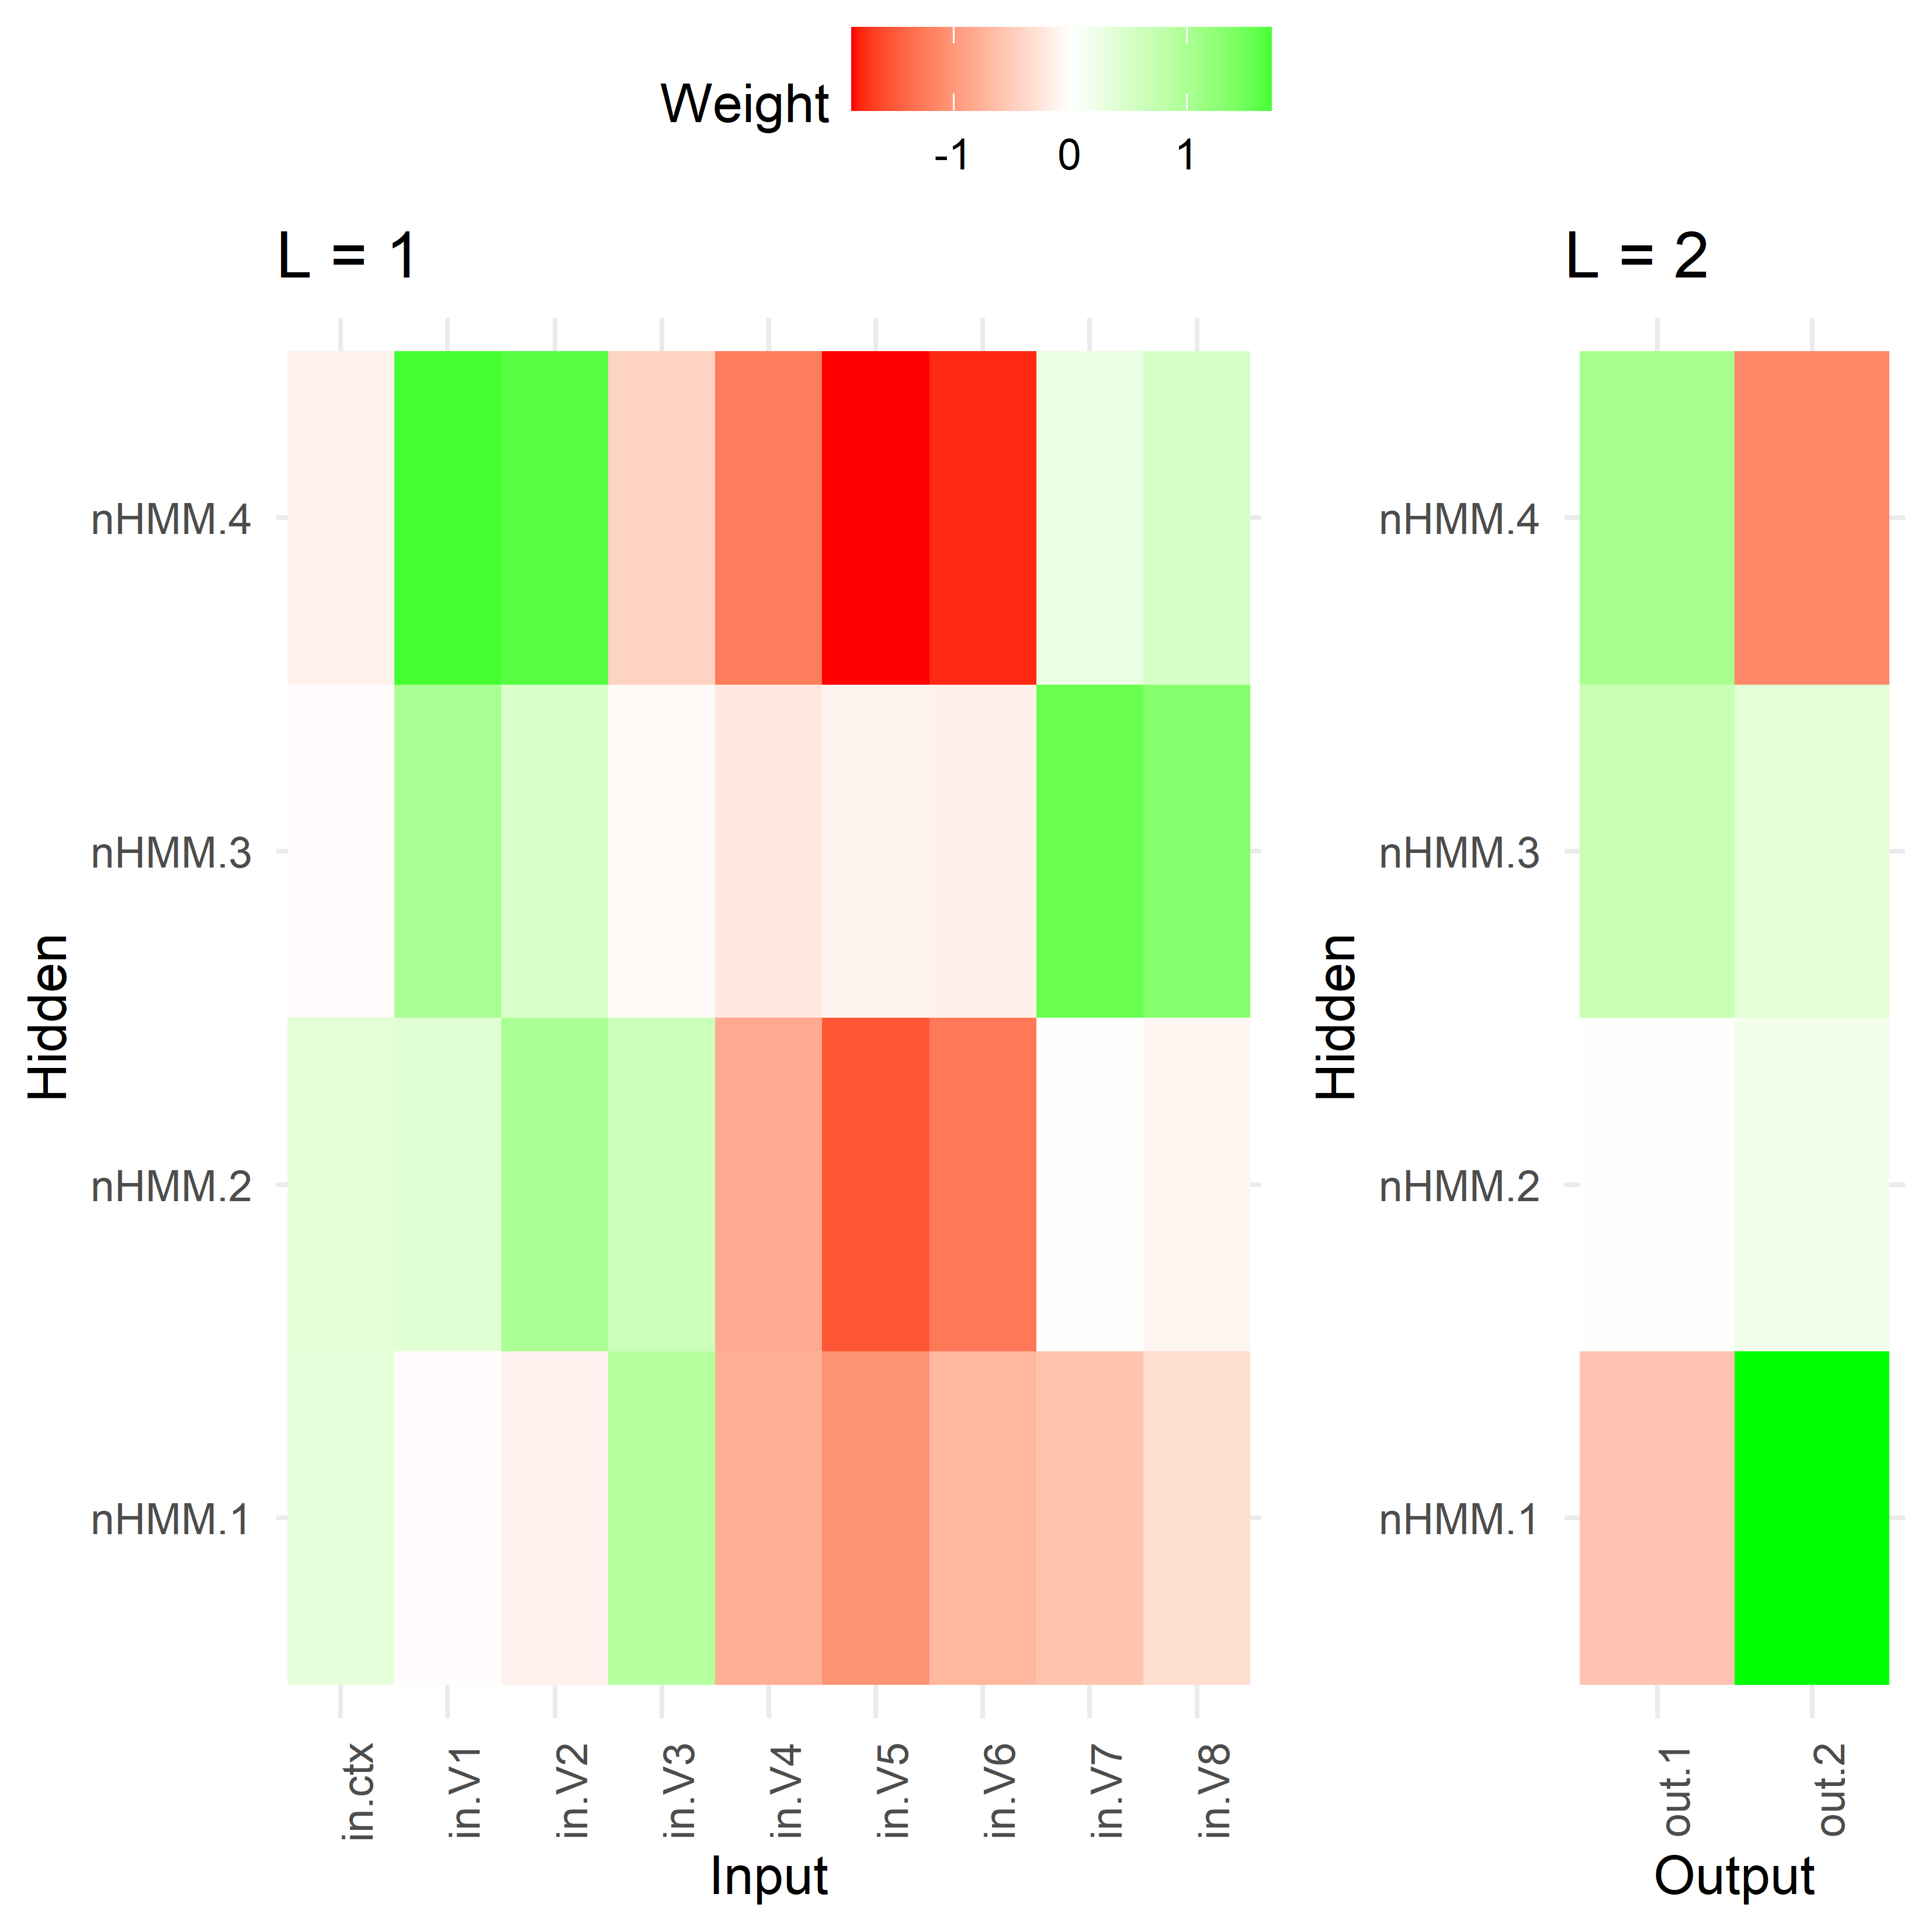 Weight
-1 0 1
L = 1
L = 2
Hidden
nHMM.4
nHMM.3
nHMM.2
nHMM.1
in.ctx in.V1 in.V2 in.V3 in.V4 in.V5 in.V6 in.V7 in.V8
Input
Hidden
nHMM.4
nHMM.3
nHMM.2
nHMM.1
out.1 out.2
Output